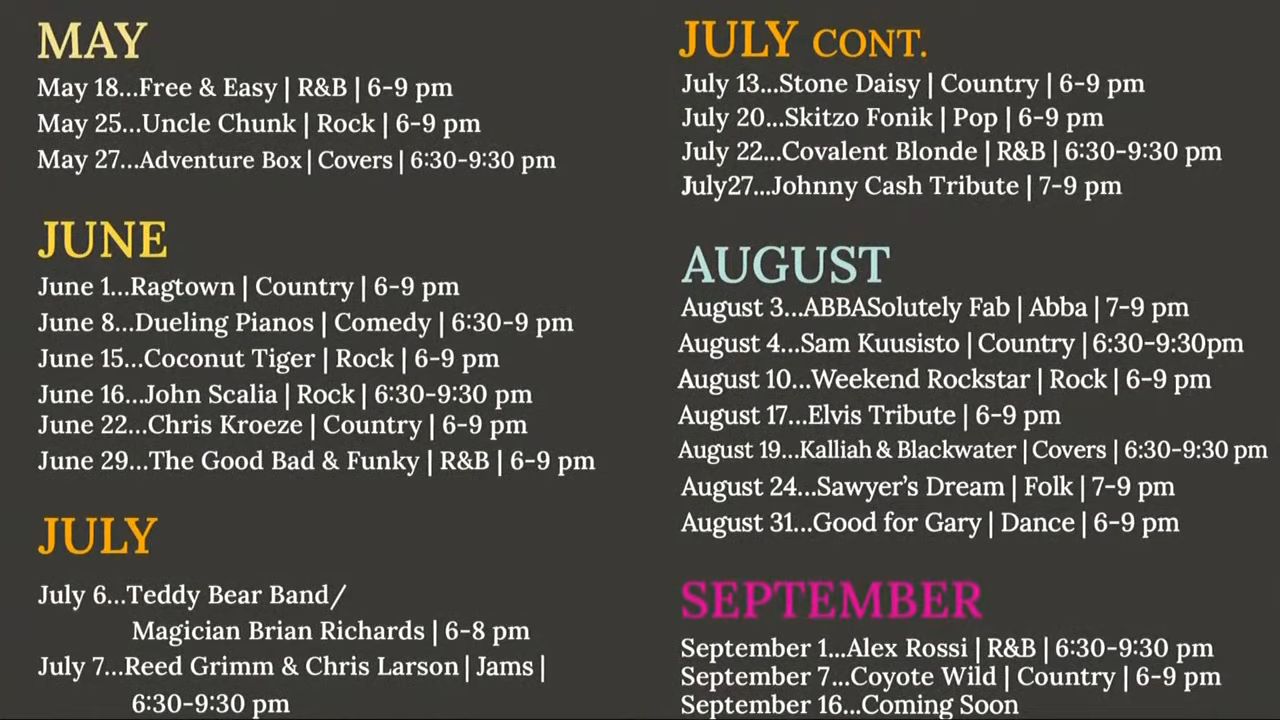 MAY
May 18...Free & Easy | R&B | 6-9 pm
May 25...Uncle Chunk | Rock | 6-9 pm
May 27...Adventure Box | Covers | 6:30-9:30 pm
JUNE
June 1...Ragtown | Country | 6-9 pm
June 8...Dueling Pianos | Comedy | 6:30-9 pm
June 15...Coconut Tiger | Rock | 6-9 pm
June 16...John Scalia | Rock | 6:30-9:30 pm
June 22...Chris Kroeze | Country | 6-9 pm
June 29...The Good Bad & Funky | R&B | 6-9 pm
JULY
July 6...Teddy Bear Band/
Magician Brian Richards | 6-8 pm
July 7...Reed Grimm & Chris Larson | Jams |
6:30-9:30 pm
JULY CONT.
July 13...Stone Daisy | Country | 6-9 pm
July 20...Skitzo Fonik | Pop | 6-9 pm
July 22...Covalent Blonde | R&B | 6:30-9:30 pm
July27...Johnny Cash Tribute | 7-9 pm
AUGUST
August 3...ABBASolutely Fab | Abba | 7-9 pm
August 4...Sam Kuusisto | Country | 6:30-9:30pm
August 10...Weekend Rockstar | Rock | 6-9 pm
August 17...Elvis Tribute | 6-9 pm
August 19...Kalliah & Blackwater | Covers | 6:30-9:30 pm
August 24...Sawyer's Dream | Folk | 7-9 pm
August 31...Good for Gary | Dance | 6-9 pm
SEPTEMBER
September 1...Alex Rossi | R&B | 6:30-9:30 pm
September 7...Coyote Wild | Country | 6-9 pm
September 16...Coming Soon